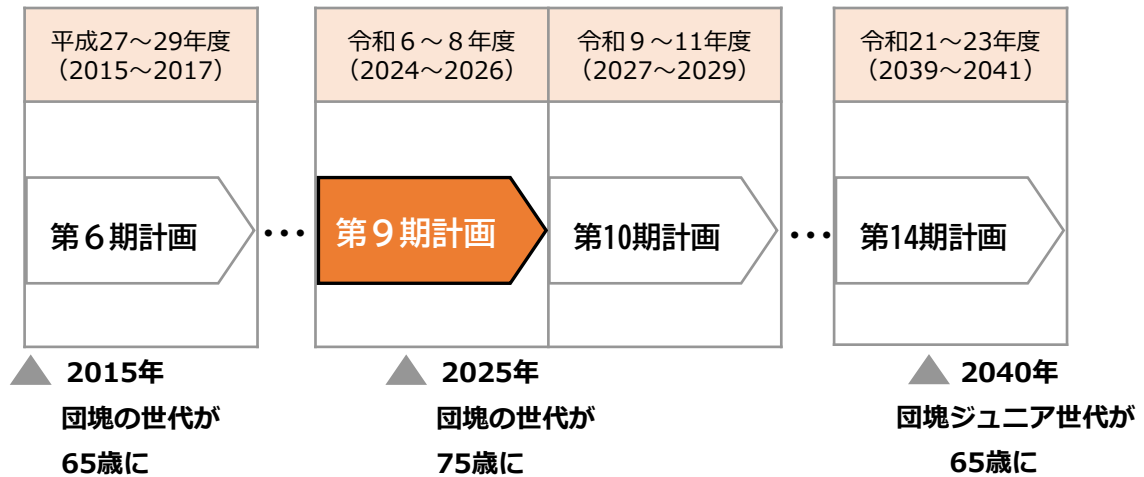 平成27～29年度
（2015～2017）
令和６～８年度
（2024～2026）
令和９～11年度
（2027～2029）
令和21～23年度
（2039～2041）
第６期計画
…
第９期計画
第10期計画
…
第14期計画
▲ 2015年
団塊の世代が
65歳に
▲ 2025年
団塊の世代が
75歳に
▲ 2040年
団塊ジュニア世代が
65歳に